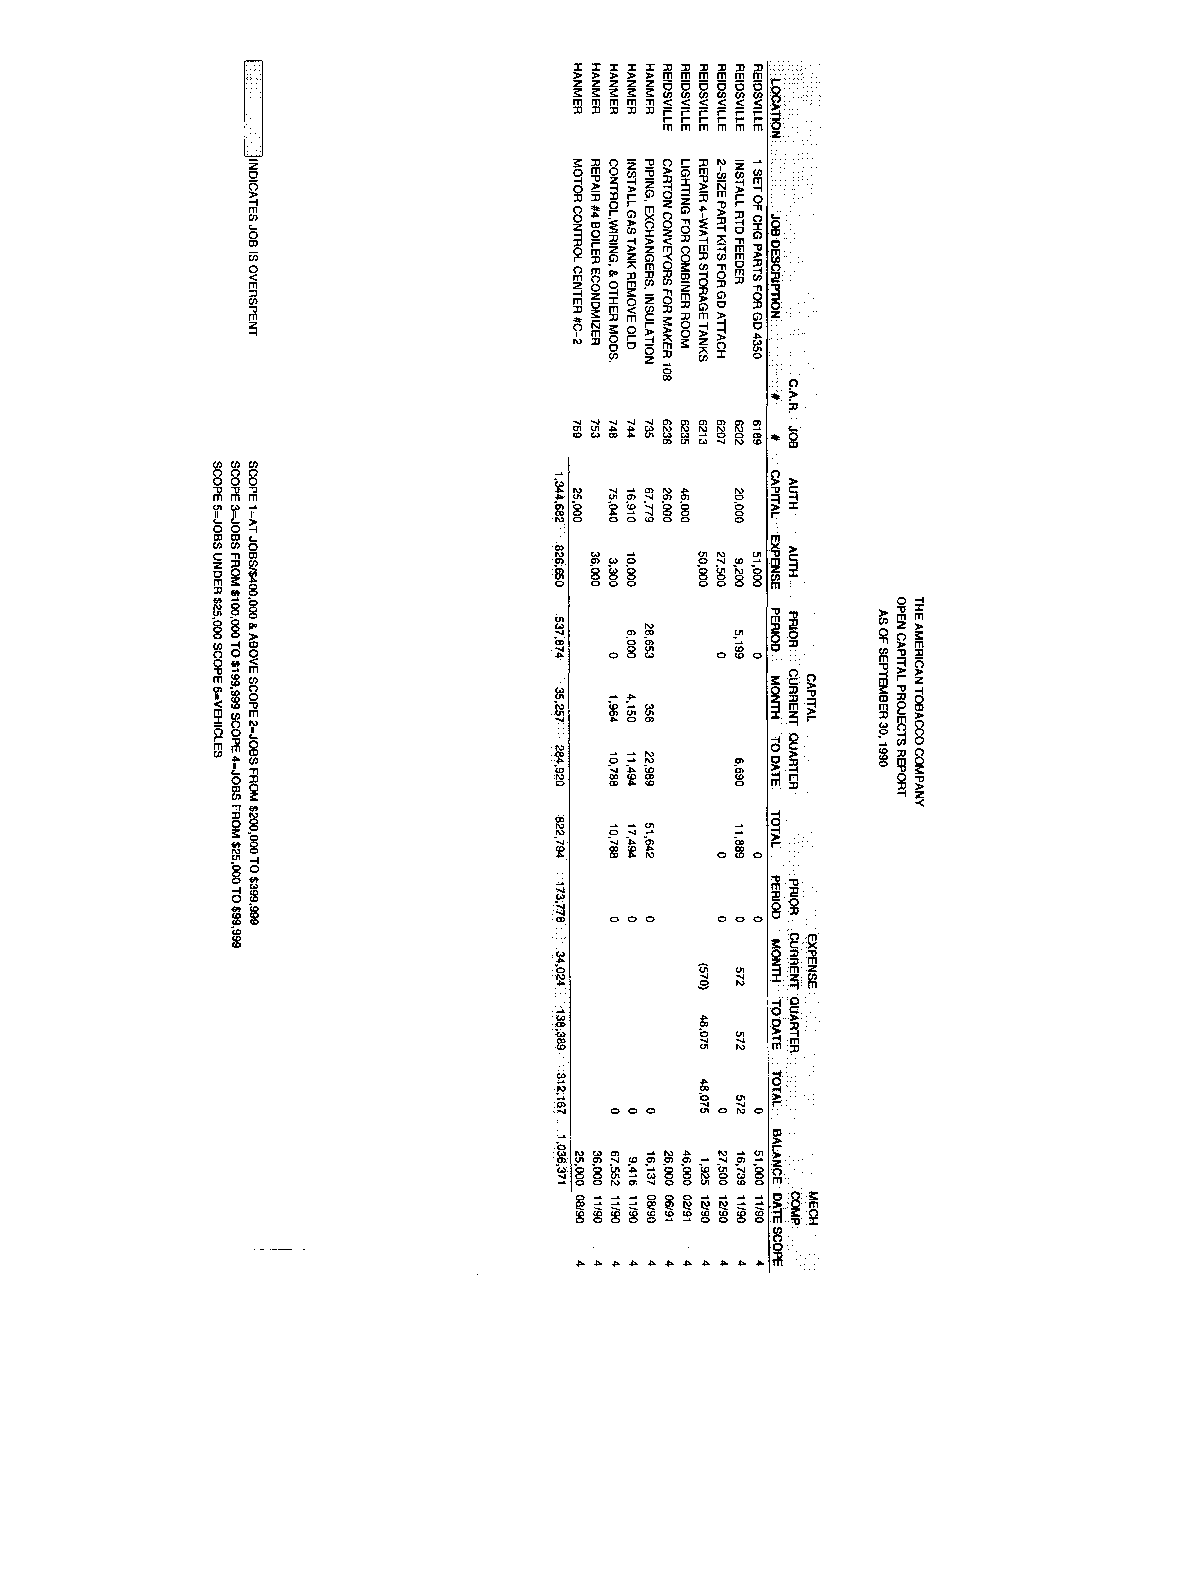 THE AMERICAN TOBACCO COMPANY
OPEN CAPITAL PROJECTS REPORT
AS OF SEPTEMBER 30, 1990
CAPITAL EXPENSE MECH
C.A.R. JOB AUTH AUTH PRIOR CURRENT QUARTER PRIOR CURRENT QUARTER COMP
LOCATION JOB DESCRIPTION # # CAPITAL EXPENSE PERIOD MONTH TO DATE TOTAL PERIOD MONTH TO DATE TOTAL BALANCE DATE SCOPE
REIDSVILLE 1 SET OF CHG PARTS FOR GD 4350 6189 51,000 0 0 0 0 51,000 11/90 4
REIDSVILLE INSTALL RTD FEEDER 6202 20,000 9,200 5,199 6,690 11,889 0 572 572 572 16,739 11/90 4
REIDSVILLE 2-SIZE PART KITS FOR GD ATTACH 6207 27,500 0 0 0 0 27,500 12/90 4
REIDSVILLE REPAIR 4-WATER STORAGE TANKS 6213 50,000 (570) 48,075 48,075 1,925 12/90 4
REIDSVILLE LIGHTING FOR COMBINER ROOM 6235 46,000 46,000 02/91 4
REIDSVILLE CARTON CONVEYORS FOR MAKER 108 6236 26,000 26,000 06/91 4
HANMER PIPING, EXCHANGERS, INSULATION 735 67,779 28,653 358 22,989 51,642 0 0 16,137 08/90 4
HANMER INSTALL GAS TANK REMOVE OLD 744 16,910 10,000 6,000 4,150 11,494 17,494 0 0 9,416 11/90 4
HANMER CONTROL,WIRING, & OTHER MODS. 748 75,040 3,300 0 1,964 10,788 10,788 0 0 67,552 11/90 4
HANMER REPAIR #4 BOILER ECONOMIZER 753 36,000 36,000 11/90 4
HANMER MOTOR CONTROL CENTER #C-2 769 25,000 25,000 08/90 4
1,344,682 826,650 537,874 35,257 284,920 822,794 173,778 34,024 138,389 312,167 1,036,371
INDICATES JOB IS OVERSPENT
SCOPE 1=AT JOBS/$400,000 & ABOVE SCOPE 2=JOBS FROM $200,000 TO $399,999
SCOPE 3=JOBS FROM $100,000 TO $199,999 SCOPE 4=JOBS FROM $25,000 TO $99,999
SCOPE 5=JOBS UNDER $25,000 SCOPE 6=VEHICLES